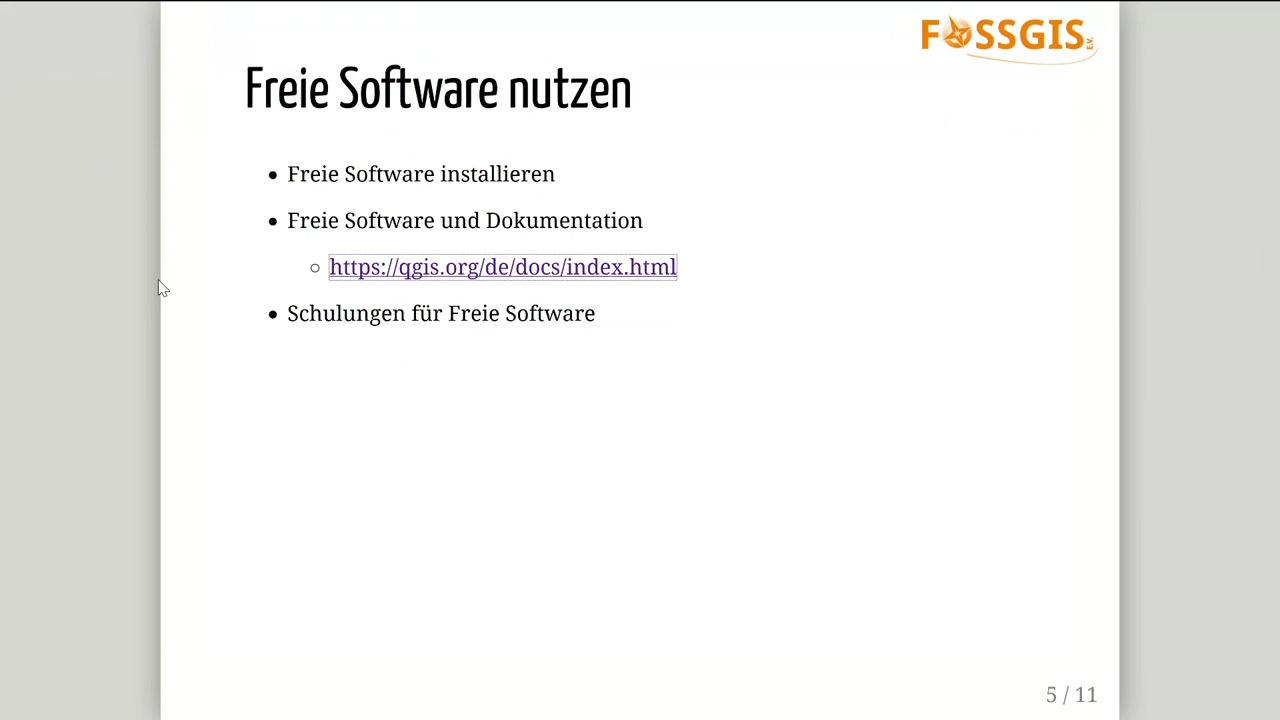 FOSSGIS e.V.
Freie Software nutzen
Freie Software installieren
Freie Software und Dokumentation
https://qgis.org/de/docs/index.html
Schulungen für Freie Software
5 / 11